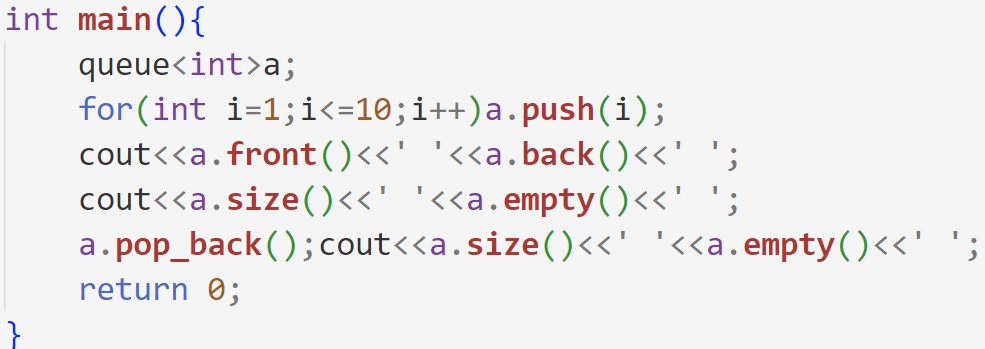 int main(){
    queue<int>a;
    for(int i=1;i<=10;i++)a.push(i);
    cout<<a.front()<<' '<<a.back()<<' ';
    cout<<a.size()<<' '<<a.empty()<<' ';
    a.pop_back();cout<<a.size()<<' '<<a.empty()<<' ';
    return 0;
}